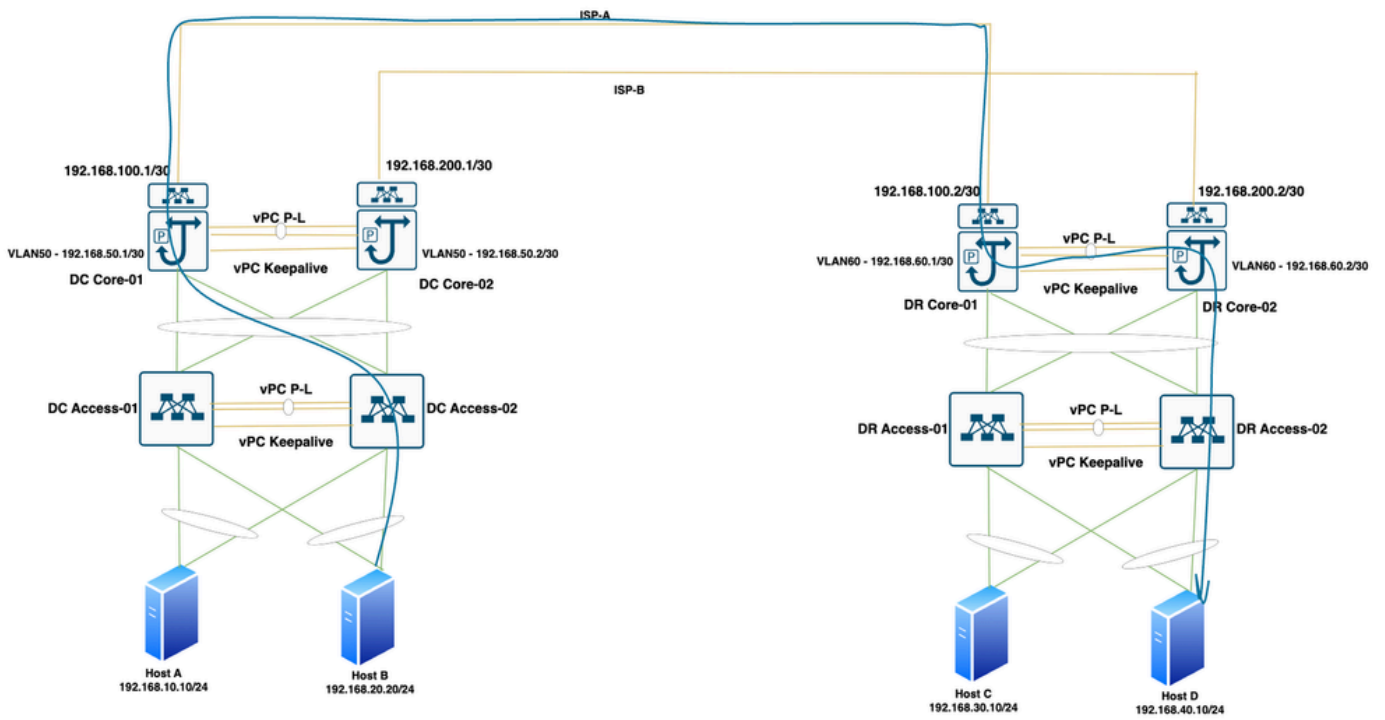 ISP-A
ISP-B
192.168.100.1/30
192.168.200.1/30
192.168.100.2/30
192.168.200.2/30
vPC P-L
P
P
VLAN50 - 192.168.50.1/30
VLAN50 - 192.168.50.2/30
vPC Keepalive
DC Core-01
DC Core-02
vPC P-L
P
P
VLAN60 - 192.168.60.1/30
VLAN60 - 192.168.60.2/30
vPC Keepalive
DR Core-01
DR Core-02
vPC P-L
DC Access-01
DC Access-02
vPC Keepalive
vPC P-L
DR Access-01
DR Access-02
vPC Keepalive
Host A
192.168.10.10/24
Host B
192.168.20.20/24
Host C
192.168.30.10/24
Host D
192.168.40.10/24